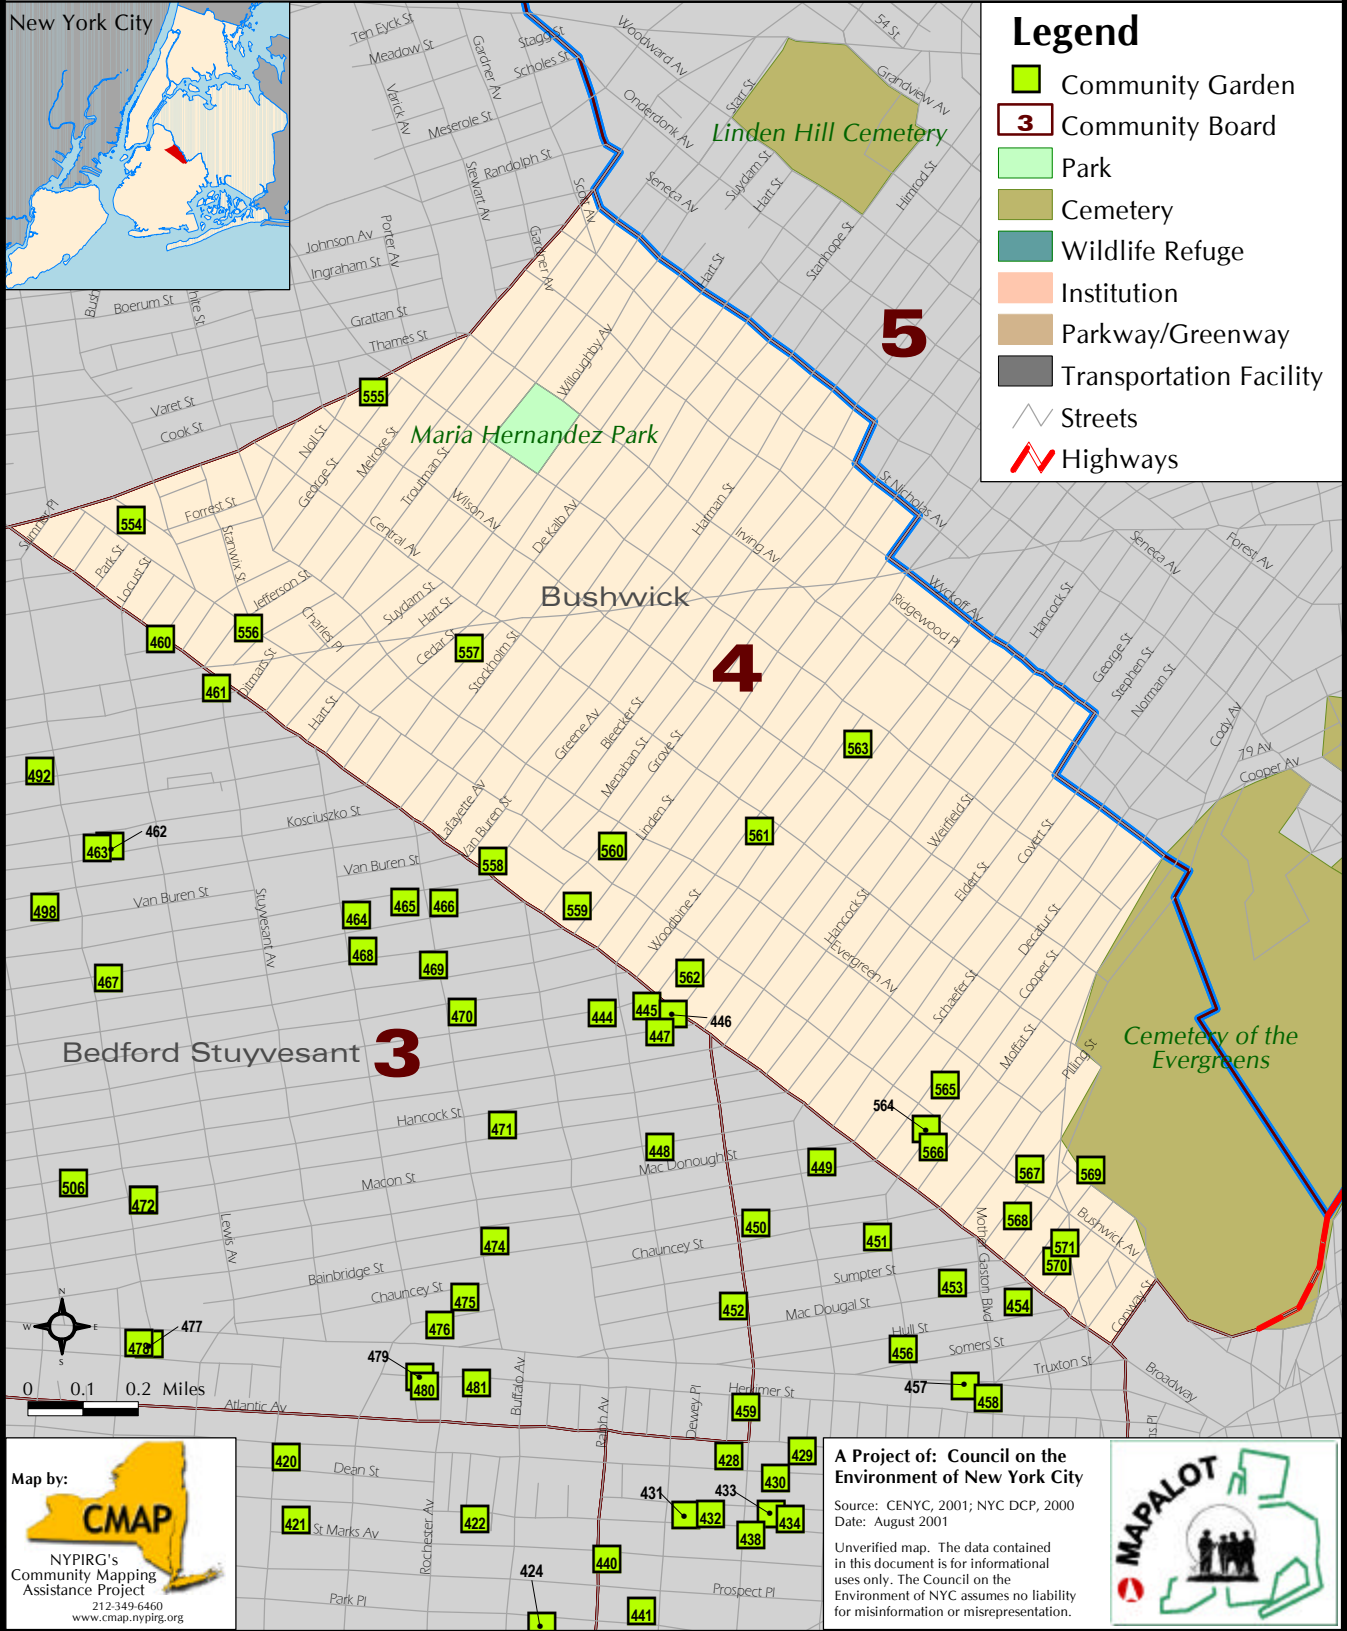 New York City
Legend
Community Garden
3 Community Board
Park
Cemetery
Wildlife Refuge
Institution
Parkway/Greenway
Transportation Facility
Streets
Highways
Ten Eyck St
Meadow St
Gardner Av
Stagg St
Scholes St
Woodward Av
54 St
Varick Av
Meserole St
Onderdonk Av
Starr St
Grandview Av
Linden Hill Cemetery
Randolph St
Stewart Av
Scott Av
Seneca Av
Suydam St
Hart St
Himrod St
Johnson Av
Porter Av
Ingraham St
Gardner Av
Hart St
Stanhope St
Bush
Boerum St
hite St
Grattan St
Thames St
5
Willoughby Av
555
Varet St
Cook St
Noll St
George St
Melrose St
Maria Hernandez Park
Troutman St
Wilson Av
De Kalb Av
Harman St
Irving Av
St Nicholas Av
Seneca Av
Forest Av
Sumner Pl
554
Forrest St
Stanwix St
Central Av
Park St
Locust St
Jefferson St
Charles Pl
Suydam St
Hart St
Cedar St
Stockholm St
Bushwick
Wyckoff Av
Ridgewood Pl
Hancock St
George St
Stephen St
Norman St
556
460
557
461
Ditmars St
Hart St
4
Greene Av
Bleecker St
Menahan St
Grove St
563
Cody Av
79 Av
Cooper Av
492
Kosciuszko St
Lafayette Av
Van Buren St
Linden St
Weirfield St
Covert St
462
463
558
560
561
Van Buren St
Van Buren St
Eldert St
498
Stuyvesant Av
464
465
466
559
Woodbine St
Hancock St
Evergreen Av
Decatur St
Cooper St
Schaefer St
468
469
467
562
470
444
445
446
447
Bedford Stuyvesant 3
Moffat St
Pilling St
Cemetery of the
Evergreens
565
564
566
Hancock St
471
448
Mac Donough St
449
567
569
506
472
Macon St
568
Bushwick Av
Lewis Av
474
Chauncey St
450
451
Mother Gaston Blvd
571
570
Bainbridge St
Chauncey St
475
476
Sumpter St
453
454
452
Mac Dougal St
Conway St
Hull St
456
Somers St
Truxton St
Broadway
N
W
E
S
477
478
479
480
481
Buffalo Av
457
458
0 0.1 0.2 Miles
Atlantic Av
Ralph Av
Dewey Pl
Herkimer St
459
ns Pl
420
Dean St
428
429
430
431
432
433
434
438
421
St Marks Av
Rochester Av
422
440
424
Park Pl
441
Prospect Pl
Map by:
CMAP
NYPIRG's
Community Mapping
Assistance Project
212-349-6460
www.cmap.nypirg.org
A Project of: Council on the
Environment of New York City
Source: CENYC, 2001; NYC DCP, 2000
Date: August 2001
Unverified map. The data contained
in this document is for informational
uses only. The Council on the
Environment of NYC assumes no liability
for misinformation or misrepresentation.
MAPALOT